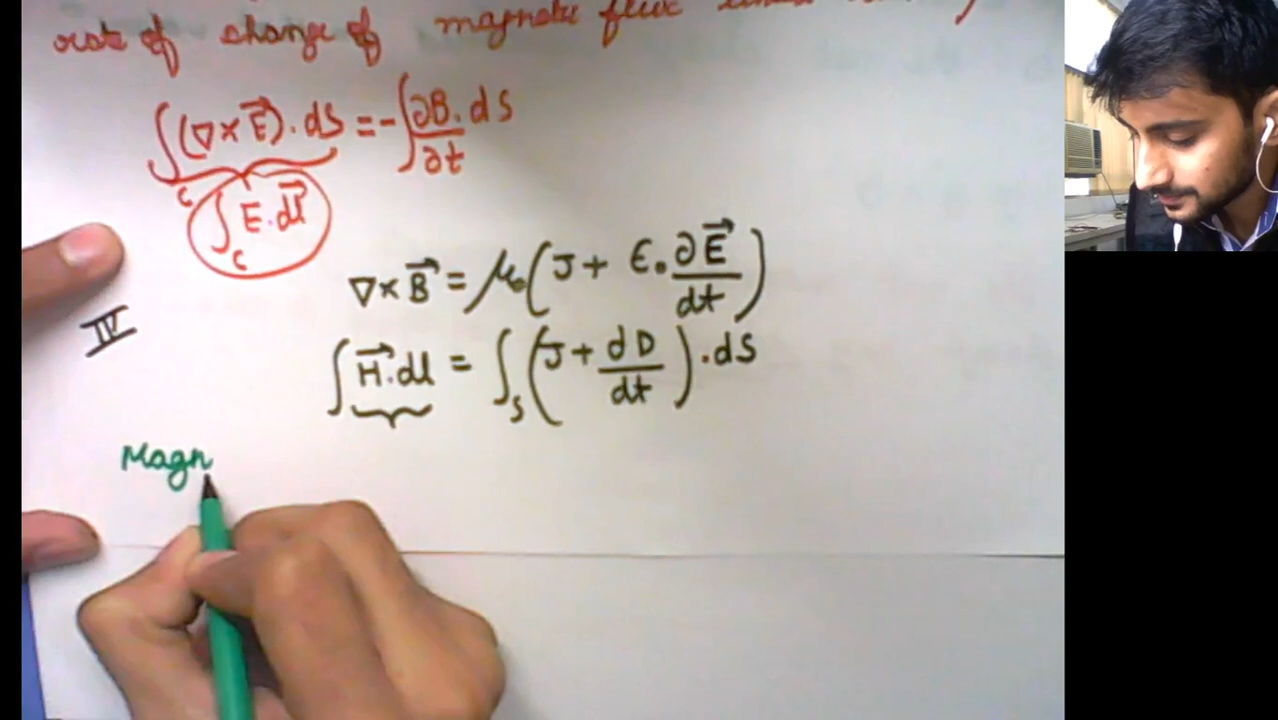 rate of change of magnetic flux
∫(∇×E⃗).dS = -∫∂B.dS/∂t
c
∫E.dl⃗
c
∇×B⃗ = μ₀(J + ε₀ ∂E⃗/dt)
IV
∫H⃗.dl = ∫s(J + dD/dt).dS
Magn